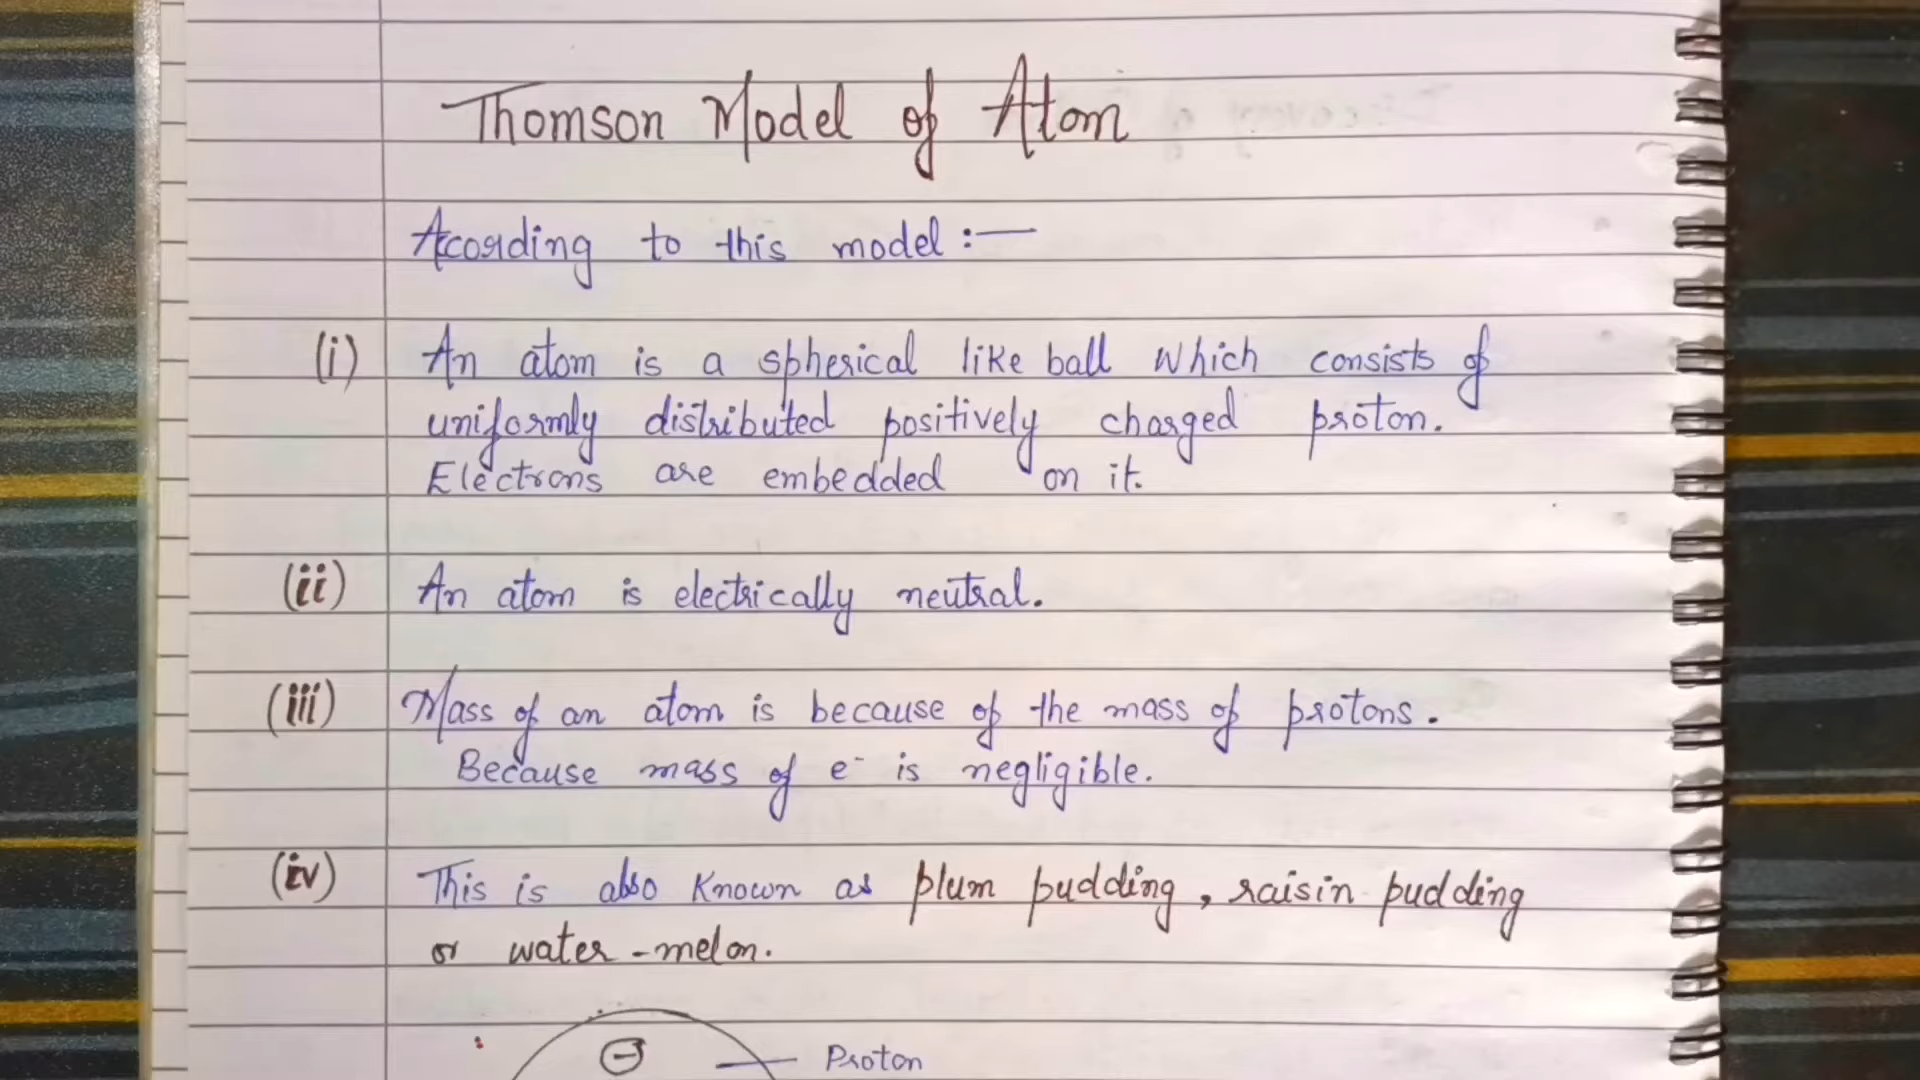 Thomson Model of Atom
Acording to this model :—
(i) An atom is a spherical like ball which consists of
uniformly distributed positively charged proton.
Electrons are embedded on it.
(ii) An atom is electrically neutral.
(iii) Mass of an atom is because of the mass of protons.
Because mass of e⁻ is negligible.
(iv) This is also known as plum pudding, raisin pudding
or water-melon.
Proton